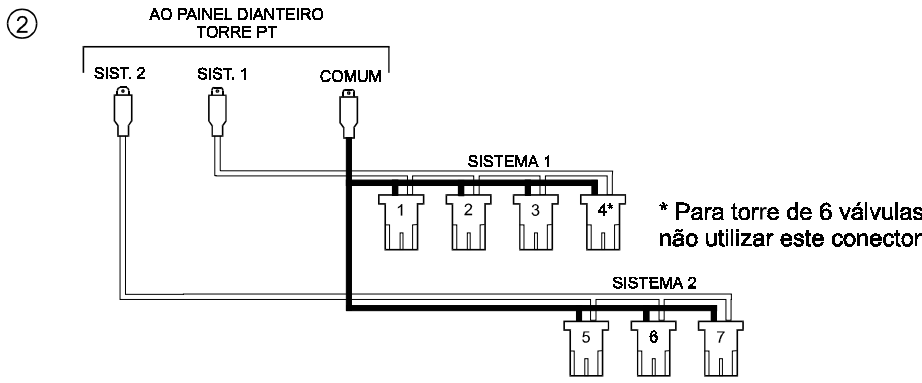 2
AO PAINEL DIANTEIRO
TORRE PT
SIST. 2
SIST. 1
COMUM
SISTEMA 1
1
2
3
4*
* Para torre de 6 válvulas
não utilizar este conector
SISTEMA 2
5
6
7